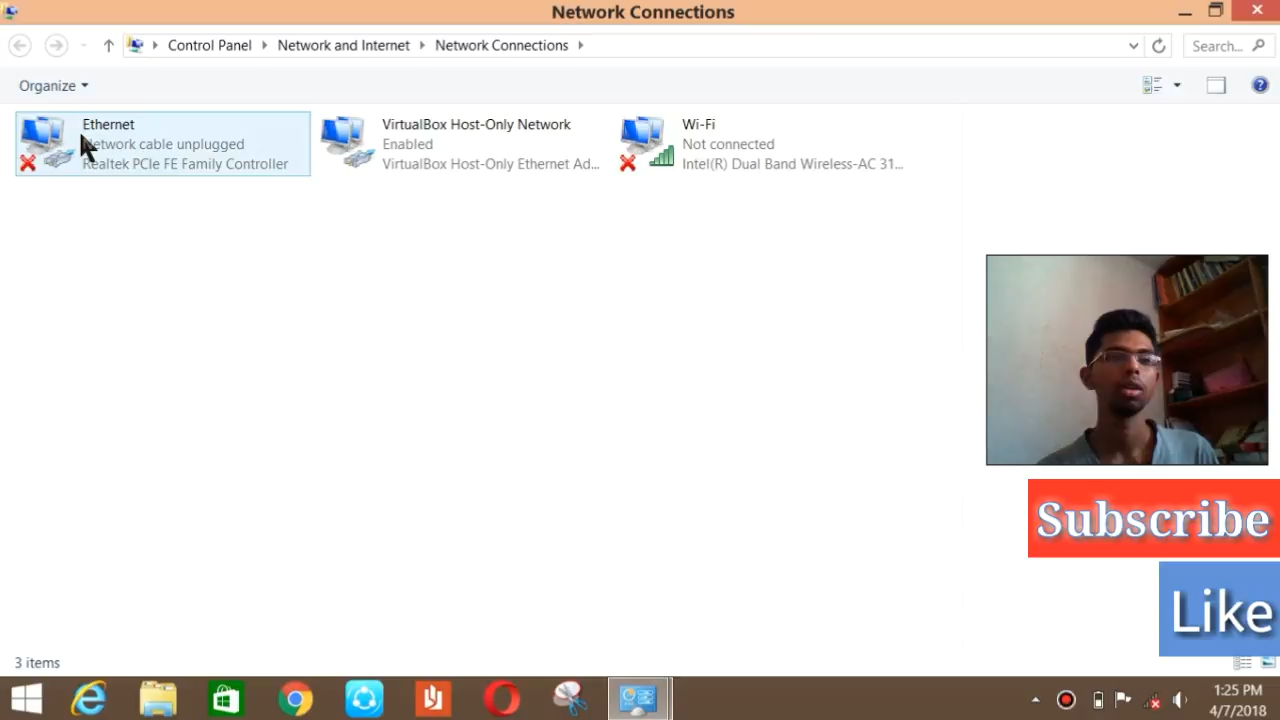 Network Connections
Control Panel Network and Internet Network Connections
Search...
Organize
Ethernet
Network cable unplugged
Realtek PCIe FE Family Controller
VirtualBox Host-Only Network
Enabled
VirtualBox Host-Only Ethernet Ad...
Wi-Fi
Not connected
Intel(R) Dual Band Wireless-AC 31...
Subscribe
Like
3 items
1:25 PM
4/7/2018